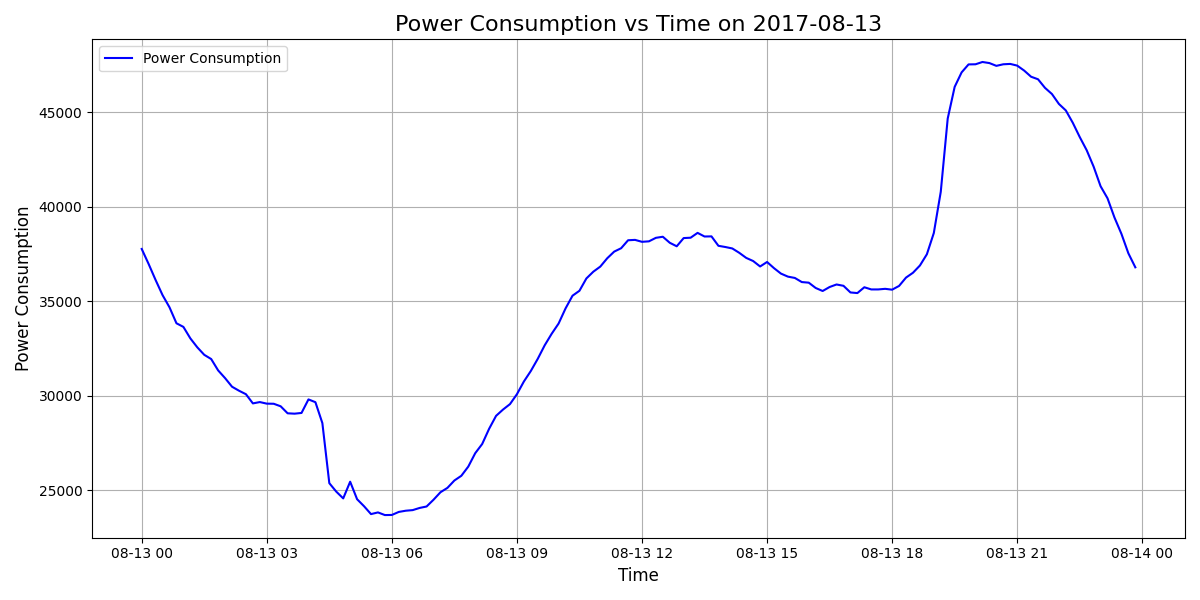 Power Consumption vs Time on 2017-08-13
Power Consumption
45000
40000
35000
30000
25000
Power Consumption
08-13 00 08-13 03 08-13 06 08-13 09 08-13 12 08-13 15 08-13 18 08-13 21 08-14 00
Time